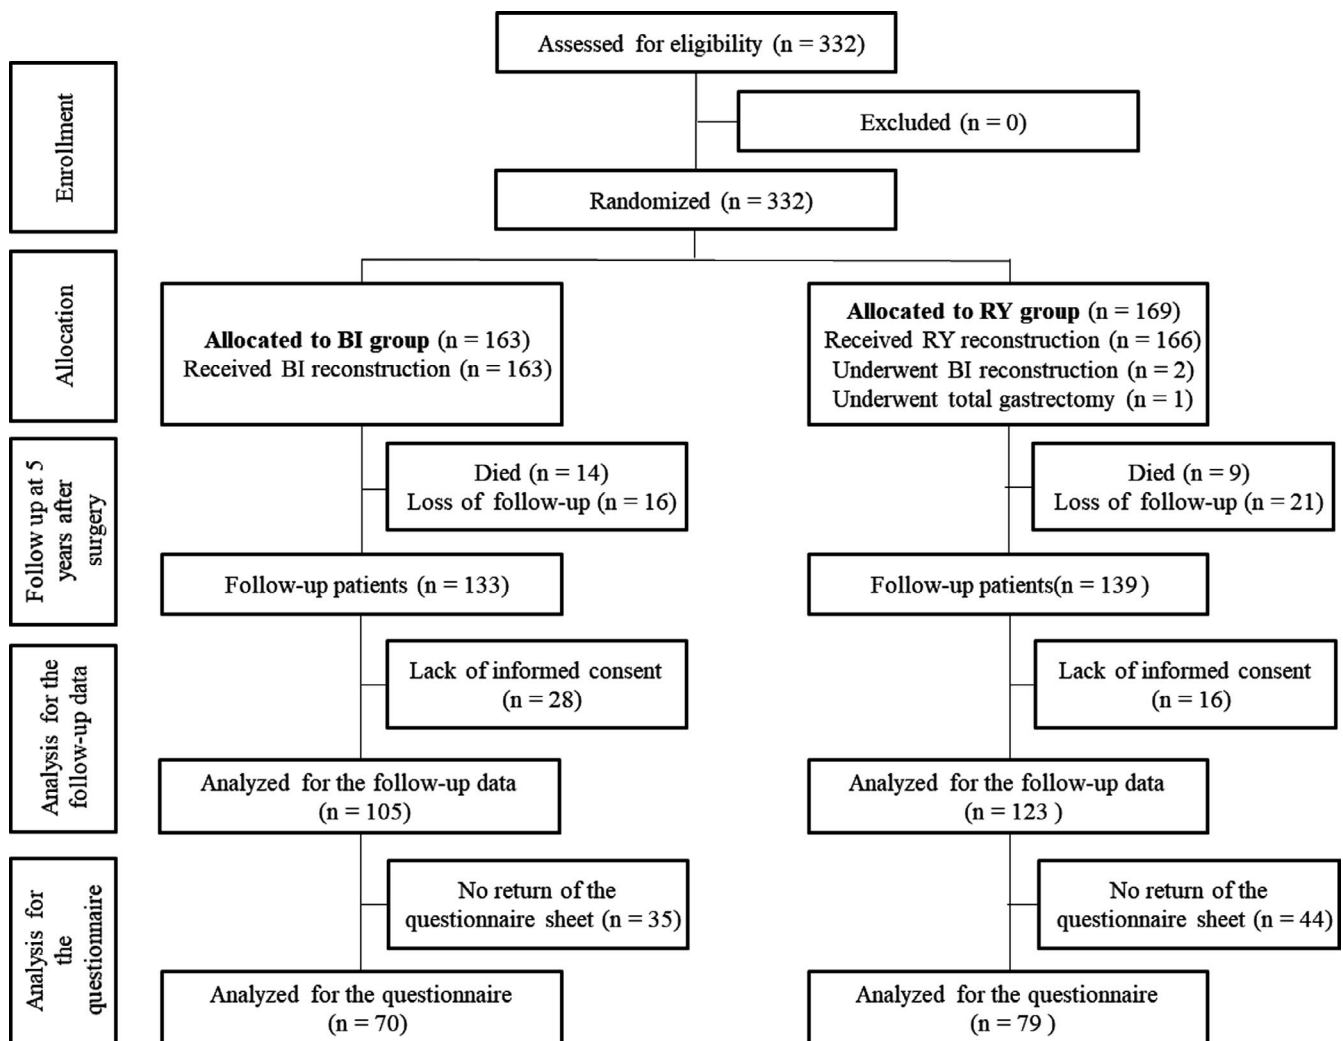 Assessed for eligibility (n = 332)
Excluded (n = 0)
Enrollment
Randomized (n = 332)
Allocation
Allocated to BI group (n = 163)
Received BI reconstruction (n = 163)
Allocated to RY group (n = 169)
Received RY reconstruction (n = 166)
Underwent BI reconstruction (n = 2)
Underwent total gastrectomy (n = 1)
Follow up at 5
years after
surgery
Died (n = 14)
Loss of follow-up (n = 16)
Died (n = 9)
Loss of follow-up (n = 21)
Follow-up patients (n = 133)
Follow-up patients(n = 139 )
Analysis for the
follow-up data
Lack of informed consent
(n = 28)
Lack of informed consent
(n = 16)
Analyzed for the follow-up data
(n = 105)
Analyzed for the follow-up data
(n = 123 )
Analysis for
the
questionnaire
No return of the
questionnaire sheet (n = 35)
No return of the
questionnaire sheet (n = 44)
Analyzed for the questionnaire
(n = 70)
Analyzed for the questionnaire
(n = 79 )